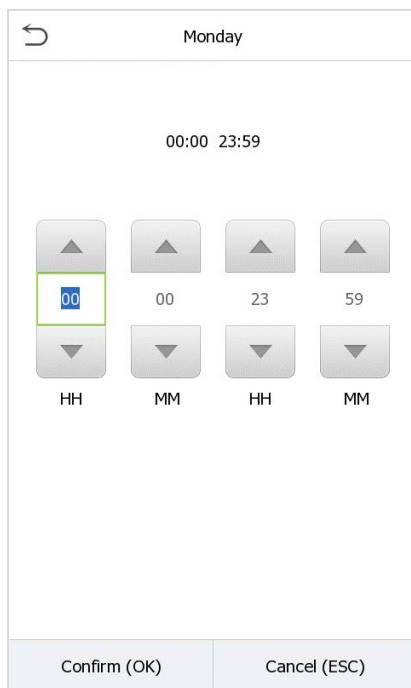 Monday
00:00 23:59
00 00 23 59
HH MM HH MM
Confirm (OK) Cancel (ESC)